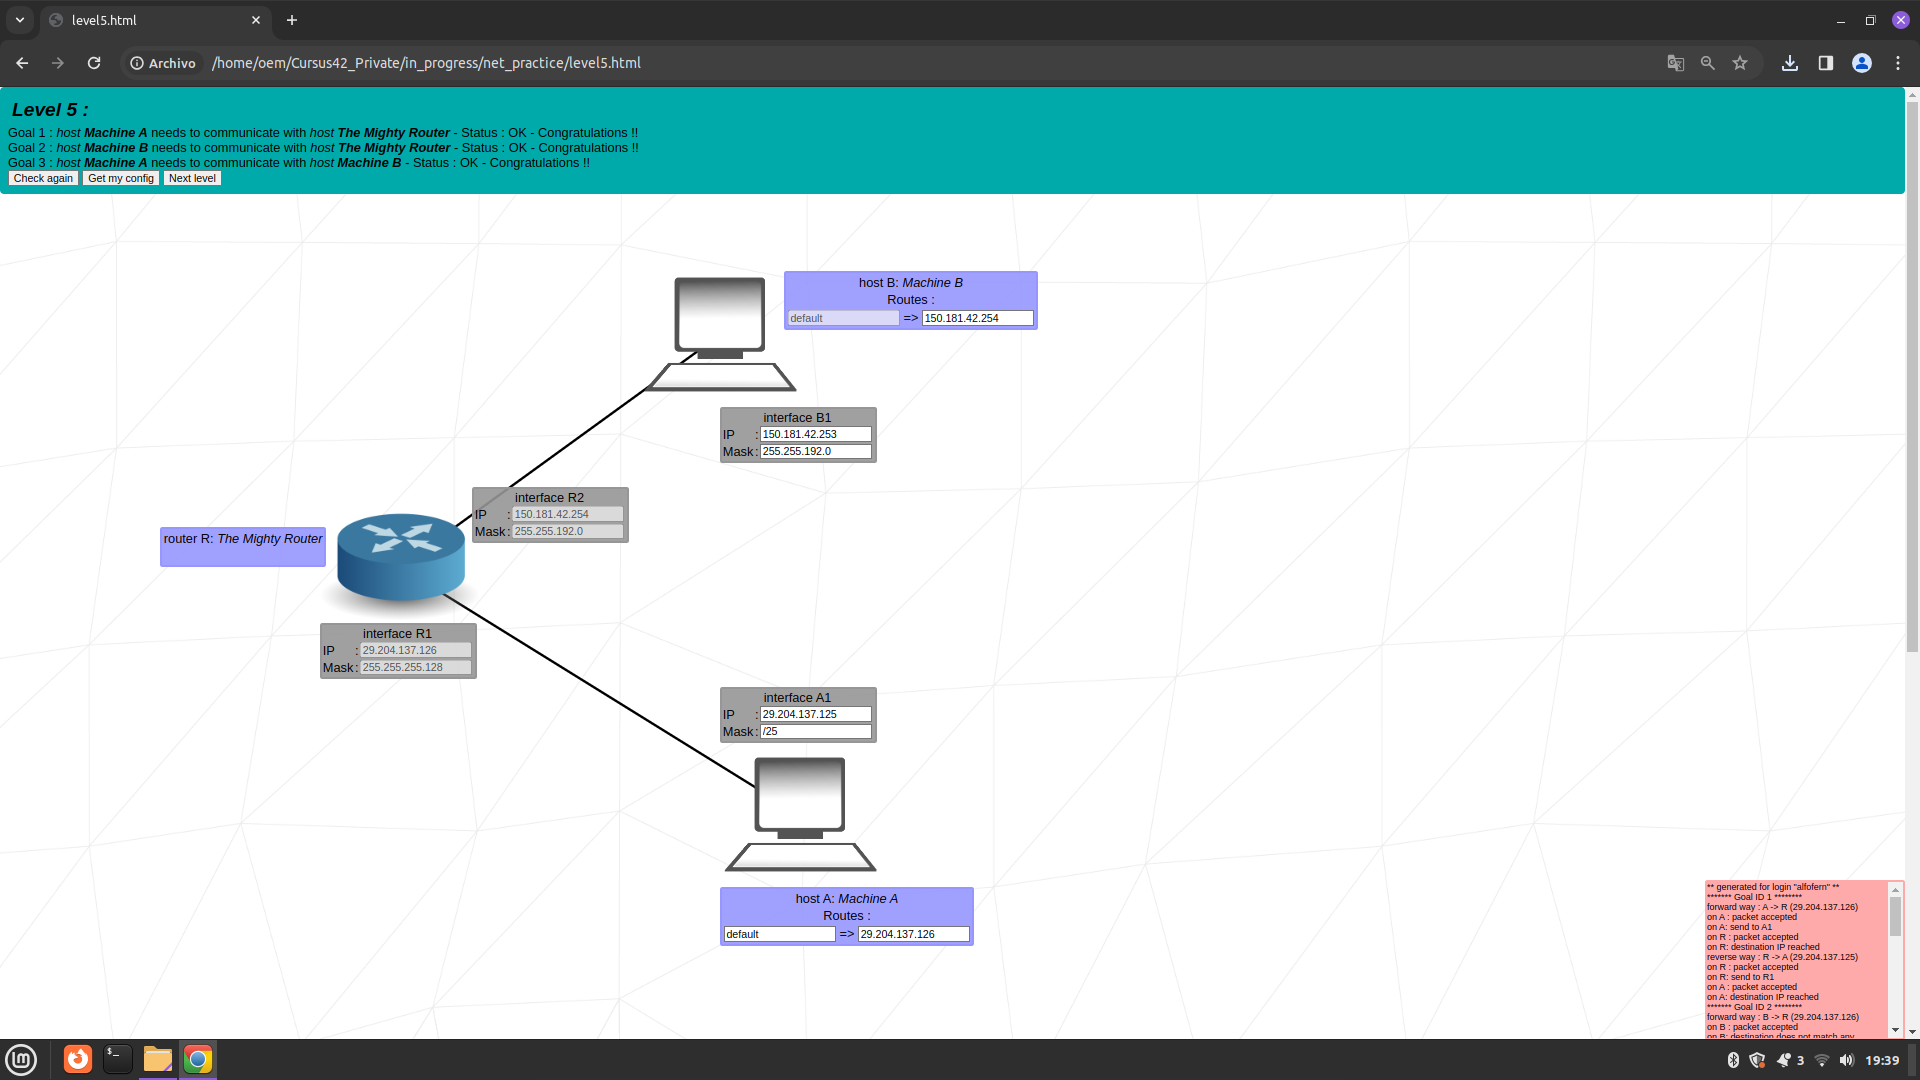 level5.html
Archivo /home/oem/Cursus42_Private/in_progress/net_practice/level5.html
Level 5 :
Goal 1 : host Machine A needs to communicate with host The Mighty Router - Status : OK - Congratulations !!
Goal 2 : host Machine B needs to communicate with host The Mighty Router - Status : OK - Congratulations !!
Goal 3 : host Machine A needs to communicate with host Machine B - Status : OK - Congratulations !!
Check again Get my config Next level
host B: Machine B
Routes :
default => 150.181.42.254
interface B1
IP : 150.181.42.253
Mask : 255.255.192.0
interface R2
IP : 150.181.42.254
Mask : 255.255.192.0
router R: The Mighty Router
interface R1
IP : 29.204.137.126
Mask : 255.255.255.128
interface A1
IP : 29.204.137.125
Mask : /25
host A: Machine A
Routes :
default => 29.204.137.126
** generated for login "alfofern" **
******* Goal ID 1 ********
forward way : A -> R (29.204.137.126)
on A : packet accepted
on A: send to A1
on R : packet accepted
on R: destination IP reached
reverse way : R -> A (29.204.137.125)
on R : packet accepted
on R: send to R1
on A : packet accepted
on A: destination IP reached
******* Goal ID 2 ********
forward way : B -> R (29.204.137.126)
on B : packet accepted
on B: destination does not match any
3 19:39